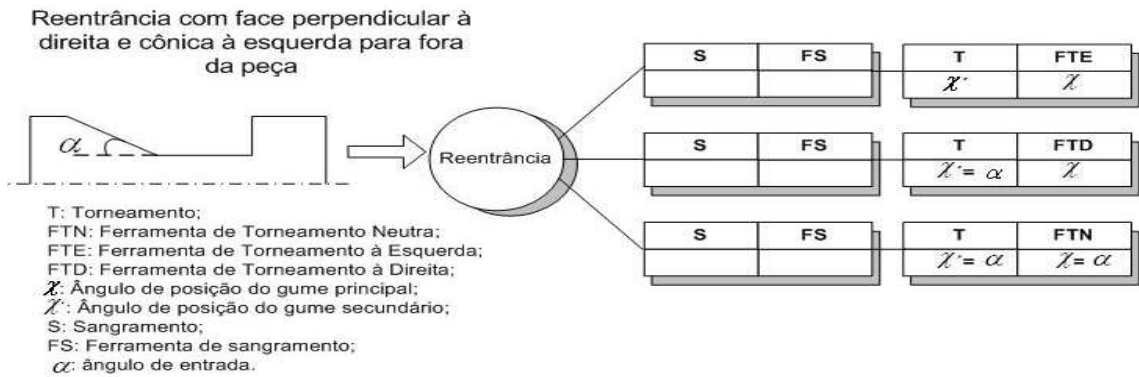 Reentrância com face perpendicular à
direita e cônica à esquerda para fora
da peça
α
Reentrância
S FS T FTE
χ' χ
S FS T FTD
χ'= α χ
S FS T FTN
χ'= α χ= α
T: Torneamento;
FTN: Ferramenta de Torneamento Neutra;
FTE: Ferramenta de Torneamento à Esquerda;
FTD: Ferramenta de Torneamento à Direita;
χ: Ângulo de posição do gume principal;
χ': Ângulo de posição do gume secundário;
S: Sangramento;
FS: Ferramenta de sangramento;
α: ângulo de entrada.